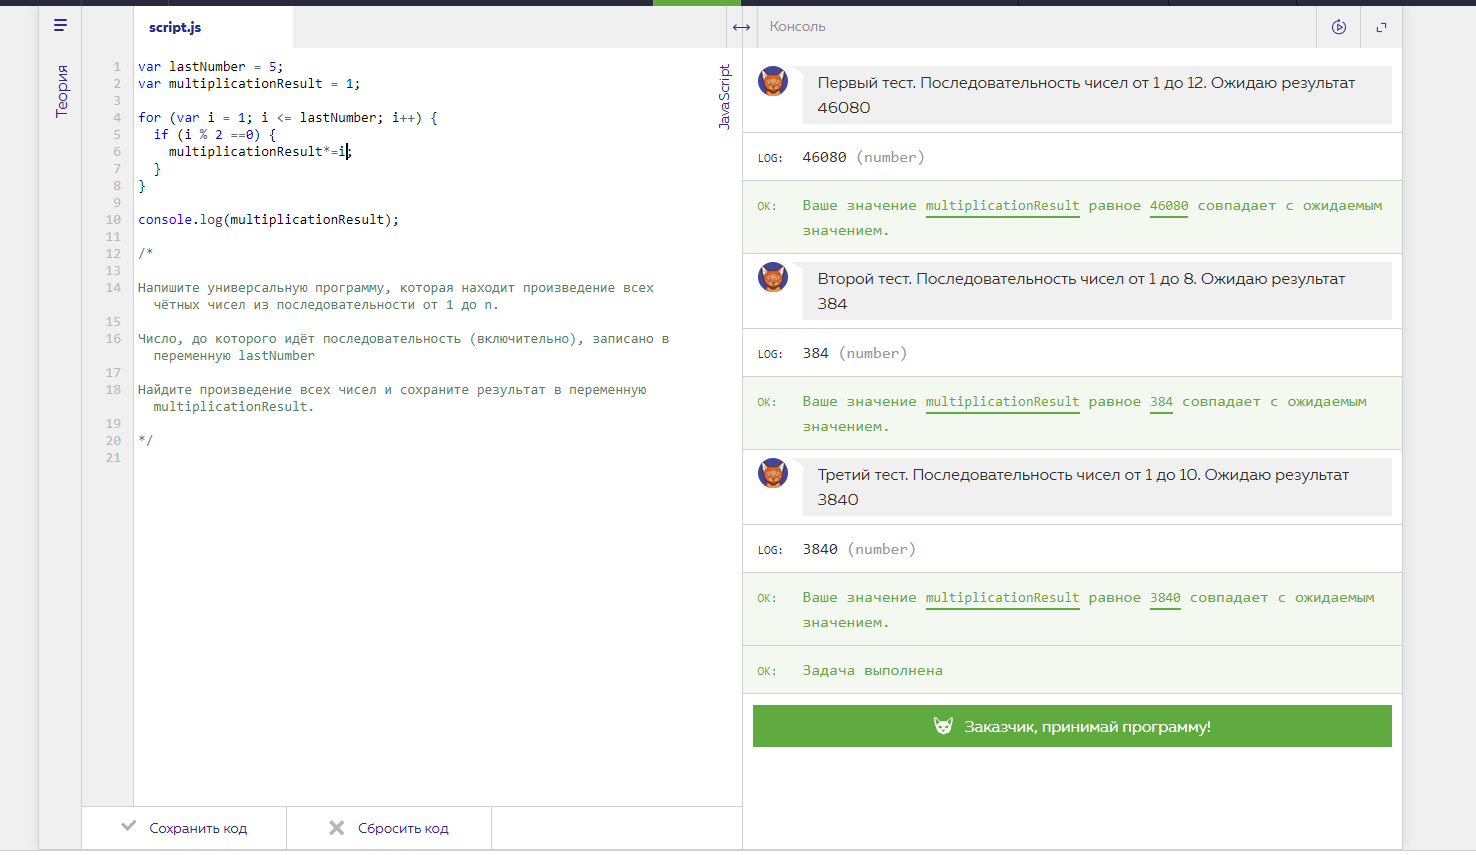 script.js
Консоль
Теория
JavaScript
1 var lastNumber = 5;
2 var multiplicationResult = 1;
3
4 for (var i = 1; i <= lastNumber; i++) {
5 if (i % 2 ==0) {
6 multiplicationResult*=i;
7 }
8 }
9
10 console.log(multiplicationResult);
11
12 /*
13
14 Напишите универсальную программу, которая находит произведение всех
чётных чисел из последовательности от 1 до n.
15
16 Число, до которого идёт последовательность (включительно), записано в
переменную lastNumber
17
18 Найдите произведение всех чисел и сохраните результат в переменную
multiplicationResult.
19
20 */
21
Сохранить код
Сбросить код
Первый тест. Последовательность чисел от 1 до 12. Ожидаю результат
46080
LOG: 46080 (number)
OK: Ваше значение multiplicationResult равное 46080 совпадает с ожидаемым
значением.
Второй тест. Последовательность чисел от 1 до 8. Ожидаю результат
384
LOG: 384 (number)
OK: Ваше значение multiplicationResult равное 384 совпадает с ожидаемым
значением.
Третий тест. Последовательность чисел от 1 до 10. Ожидаю результат
3840
LOG: 3840 (number)
OK: Ваше значение multiplicationResult равное 3840 совпадает с ожидаемым
значением.
OK: Задача выполнена
Заказчик, принимай программу!